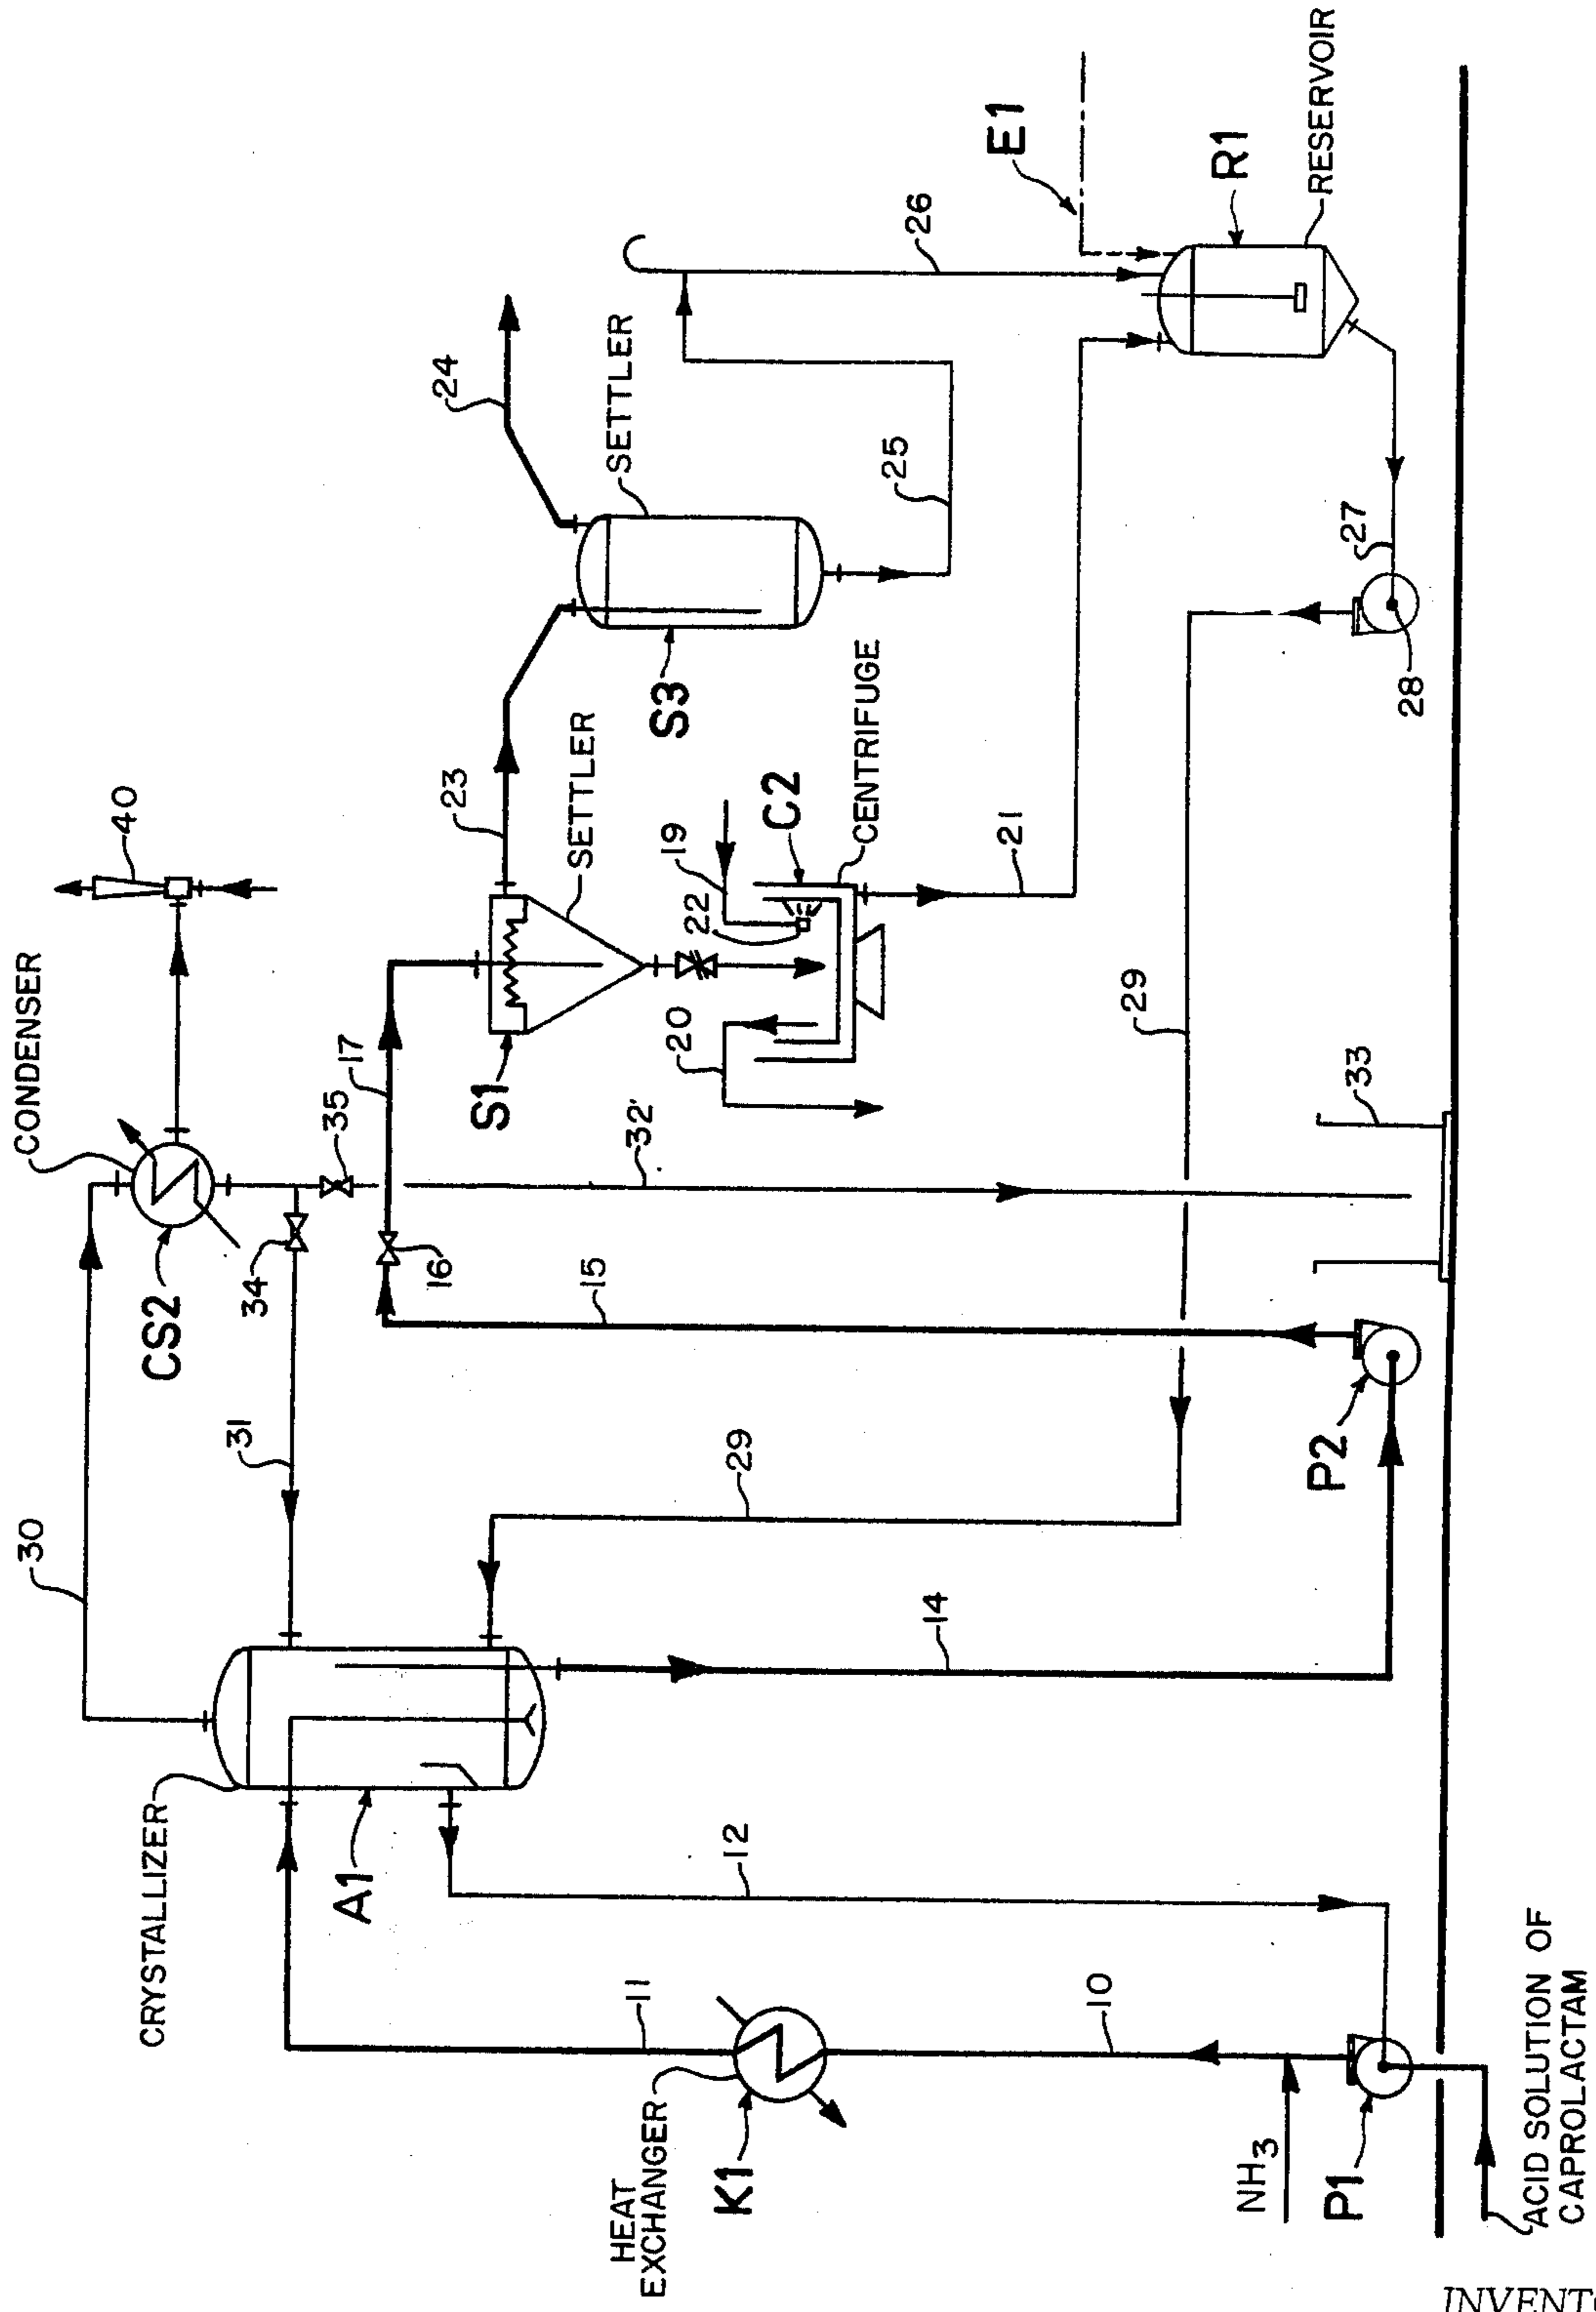 CONDENSER
40
30
CS2
34
35
31
17
16
23
24
SETTLER
S1
SETTLER
S3
CRYSTALLIZER
A1
20
22
19
C2
CENTRIFUGE
25
26
E1
R1
RESERVOIR
15
32'
21
29
29
14
12
11
HEAT
EXCHANGER
K1
10
NH3
P1
P2
33
28
27
ACID SOLUTION OF
CAPROLACTAM